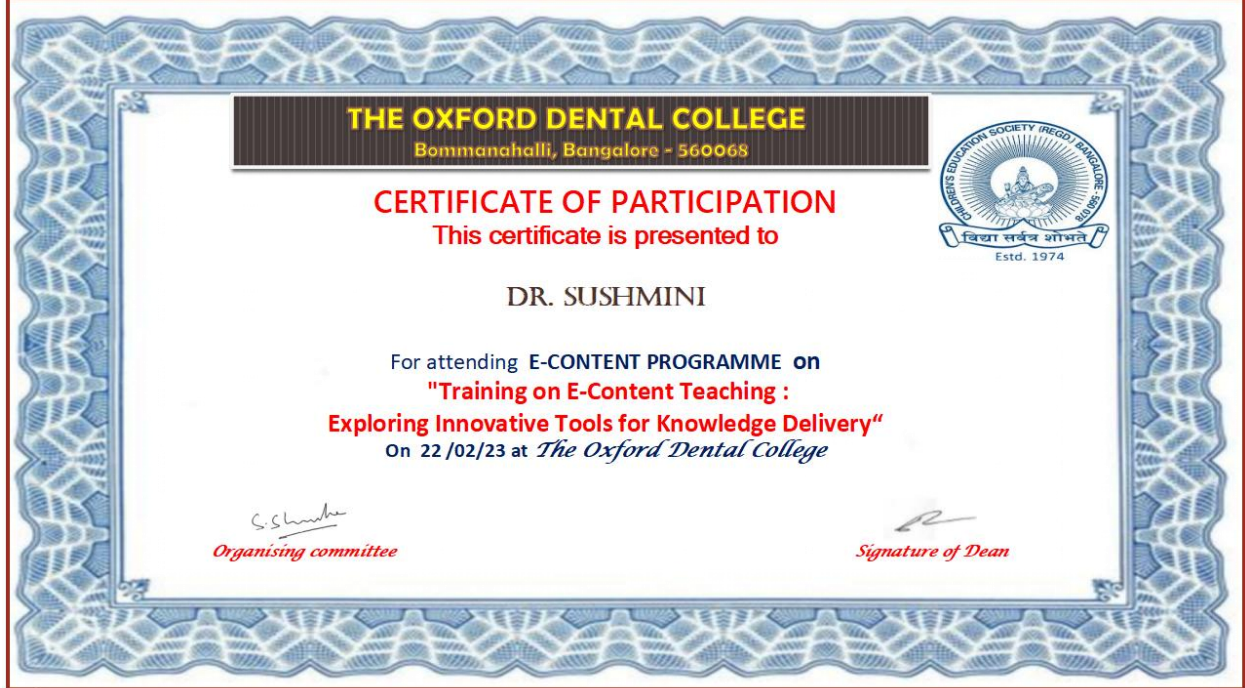 THE OXFORD DENTAL COLLEGE
Bommanahalli, Bangalore - 560068
CHILDREN'S EDUCATION SOCIETY (REGD.) BANGALORE - 560 078
विद्या सर्वत्र शोभते
Estd. 1974
CERTIFICATE OF PARTICIPATION
This certificate is presented to
DR. SUSHMINI
For attending E-CONTENT PROGRAMME on
"Training on E-Content Teaching :
Exploring Innovative Tools for Knowledge Delivery“
On 22 /02/23 at The Oxford Dental College
Organising committee
Signature of Dean